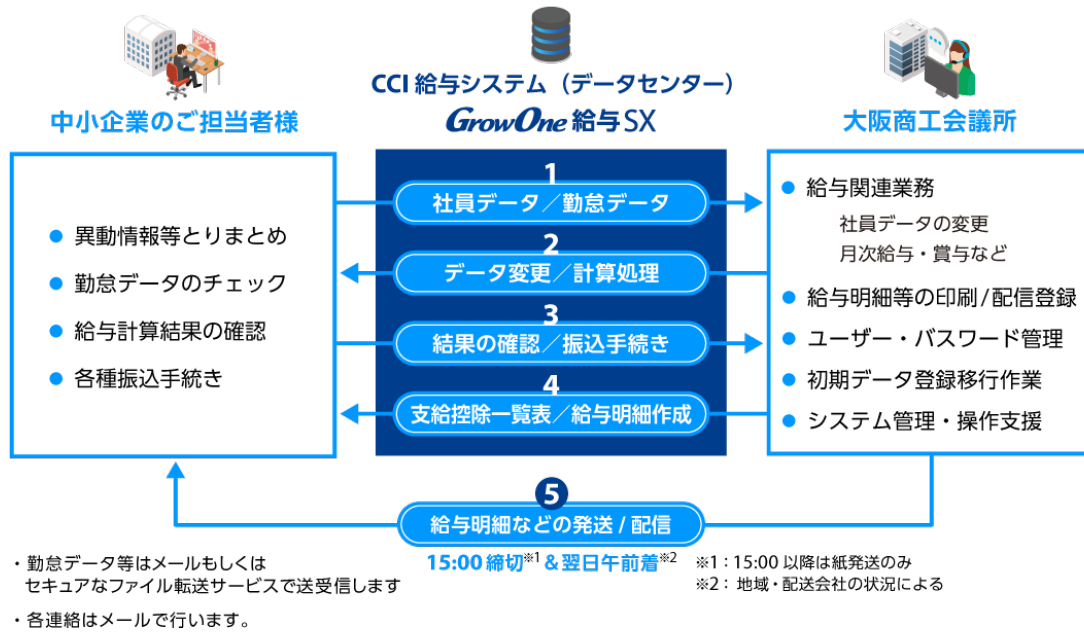 中小企業のご担当者様
CCI 給与システム（データセンター）
GrowOne 給与 SX
大阪商工会議所
● 異動情報等とりまとめ
● 勤怠データのチェック
● 給与計算結果の確認
● 各種振込手続き
1
社員データ／勤怠データ
2
データ変更／計算処理
3
結果の確認／振込手続き
4
支給控除一覧表／給与明細作成
● 給与関連業務
社員データの変更
月次給与・賞与など
● 給与明細等の印刷/配信登録
● ユーザー・パスワード管理
● 初期データ登録移行作業
● システム管理・操作支援
5
給与明細などの発送 / 配信
15:00 締切※1 & 翌日午前着※2
※1：15:00 以降は紙発送のみ
※2：地域・配送会社の状況による
・勤怠データ等はメールもしくは
セキュアなファイル転送サービスで送受信します
・各連絡はメールで行います。